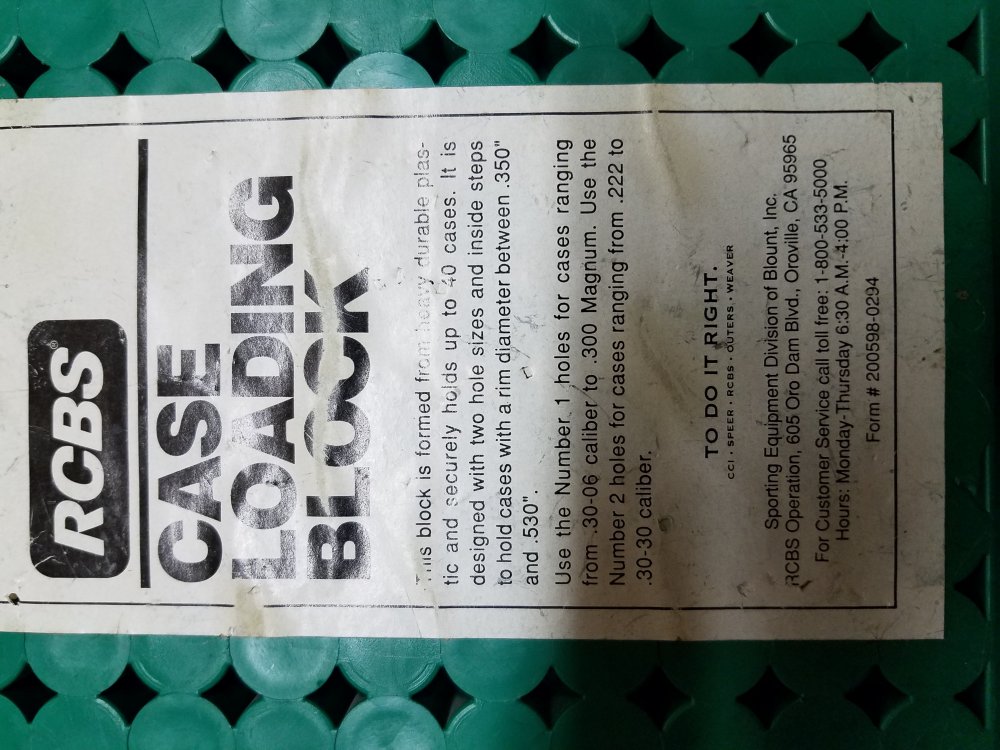 RCBS®
CASE
LOADING
BLOCK
This block is formed from heavy durable plas-
tic and securely holds up to 40 cases. It is
designed with two hole sizes and inside steps
to hold cases with a rim diameter between .350"
and .530".
Use the Number 1 holes for cases ranging
from .30-06 caliber to .300 Magnum. Use the
Number 2 holes for cases ranging from .222 to
.30-30 caliber.
TO DO IT RIGHT.
CCI • SPEER • RCBS • OUTERS • WEAVER
Sporting Equipment Division of Blount, Inc.
RCBS Operation, 605 Oro Dam Blvd., Oroville, CA 95965
For Customer Service call toll free: 1-800-533-5000
Hours: Monday-Thursday 6:30 A.M.-4:00 P.M.
Form # 200598-0294